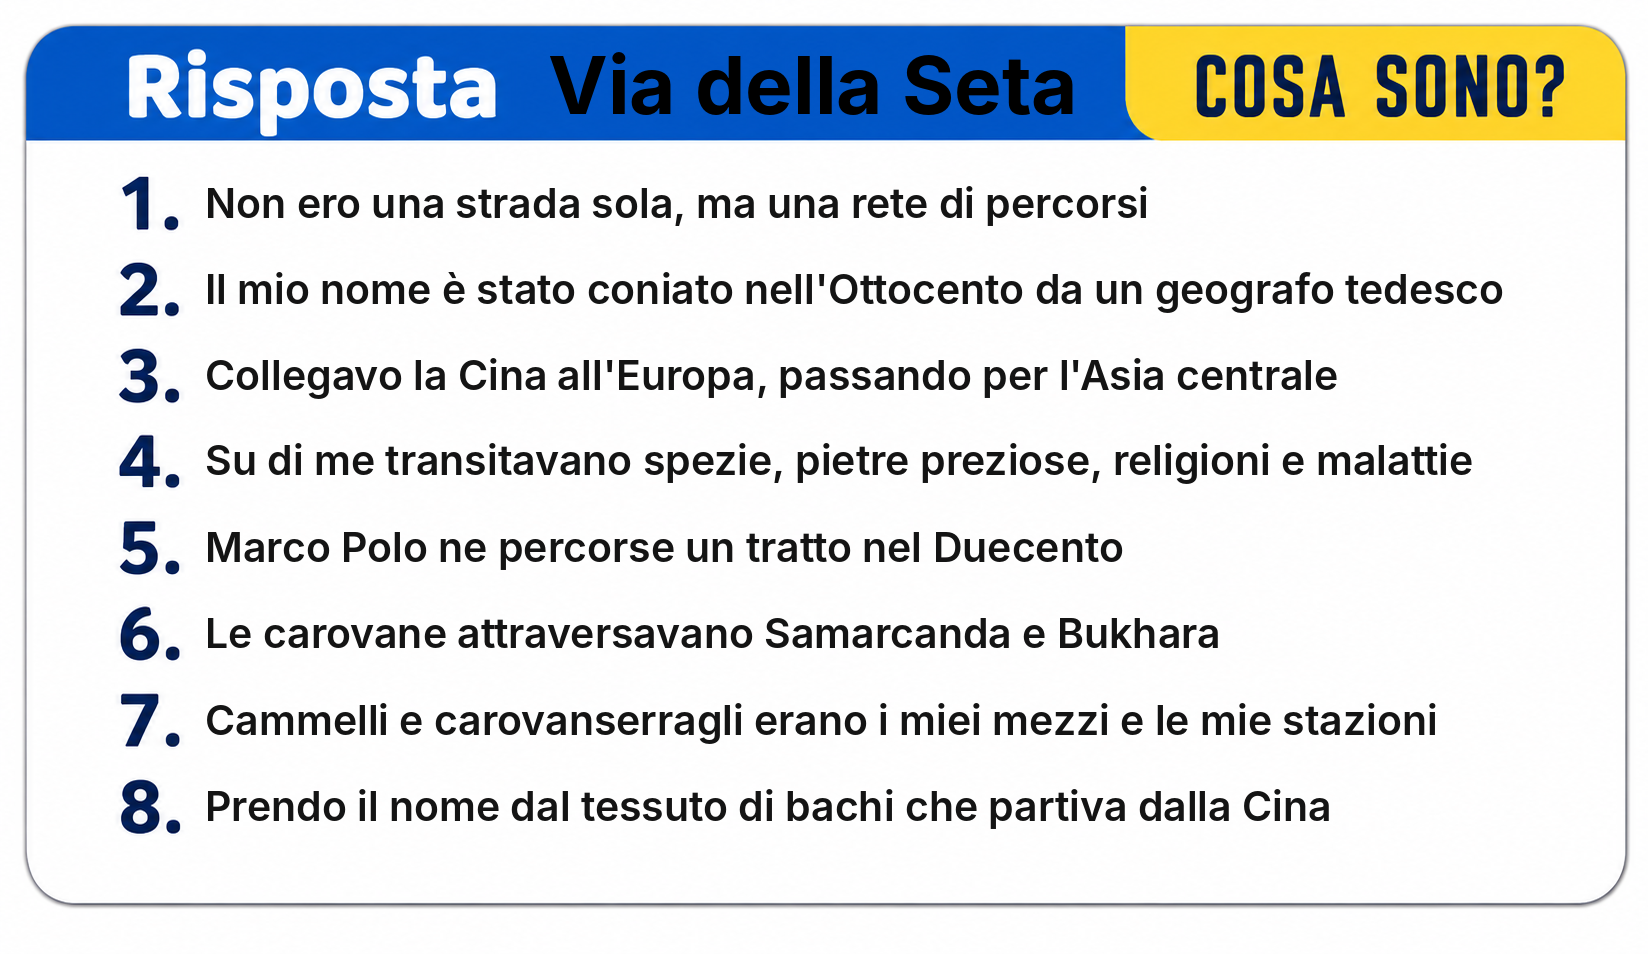 Risposta Via della Seta COSA SONO?
1. Non ero una strada sola, ma una rete di percorsi
2. Il mio nome è stato coniato nell'Ottocento da un geografo tedesco
3. Collegavo la Cina all'Europa, passando per l'Asia centrale
4. Su di me transitavano spezie, pietre preziose, religioni e malattie
5. Marco Polo ne percorse un tratto nel Duecento
6. Le carovane attraversavano Samarcanda e Bukhara
7. Cammelli e carovanserragli erano i miei mezzi e le mie stazioni
8. Prendo il nome dal tessuto di bachi che partiva dalla Cina